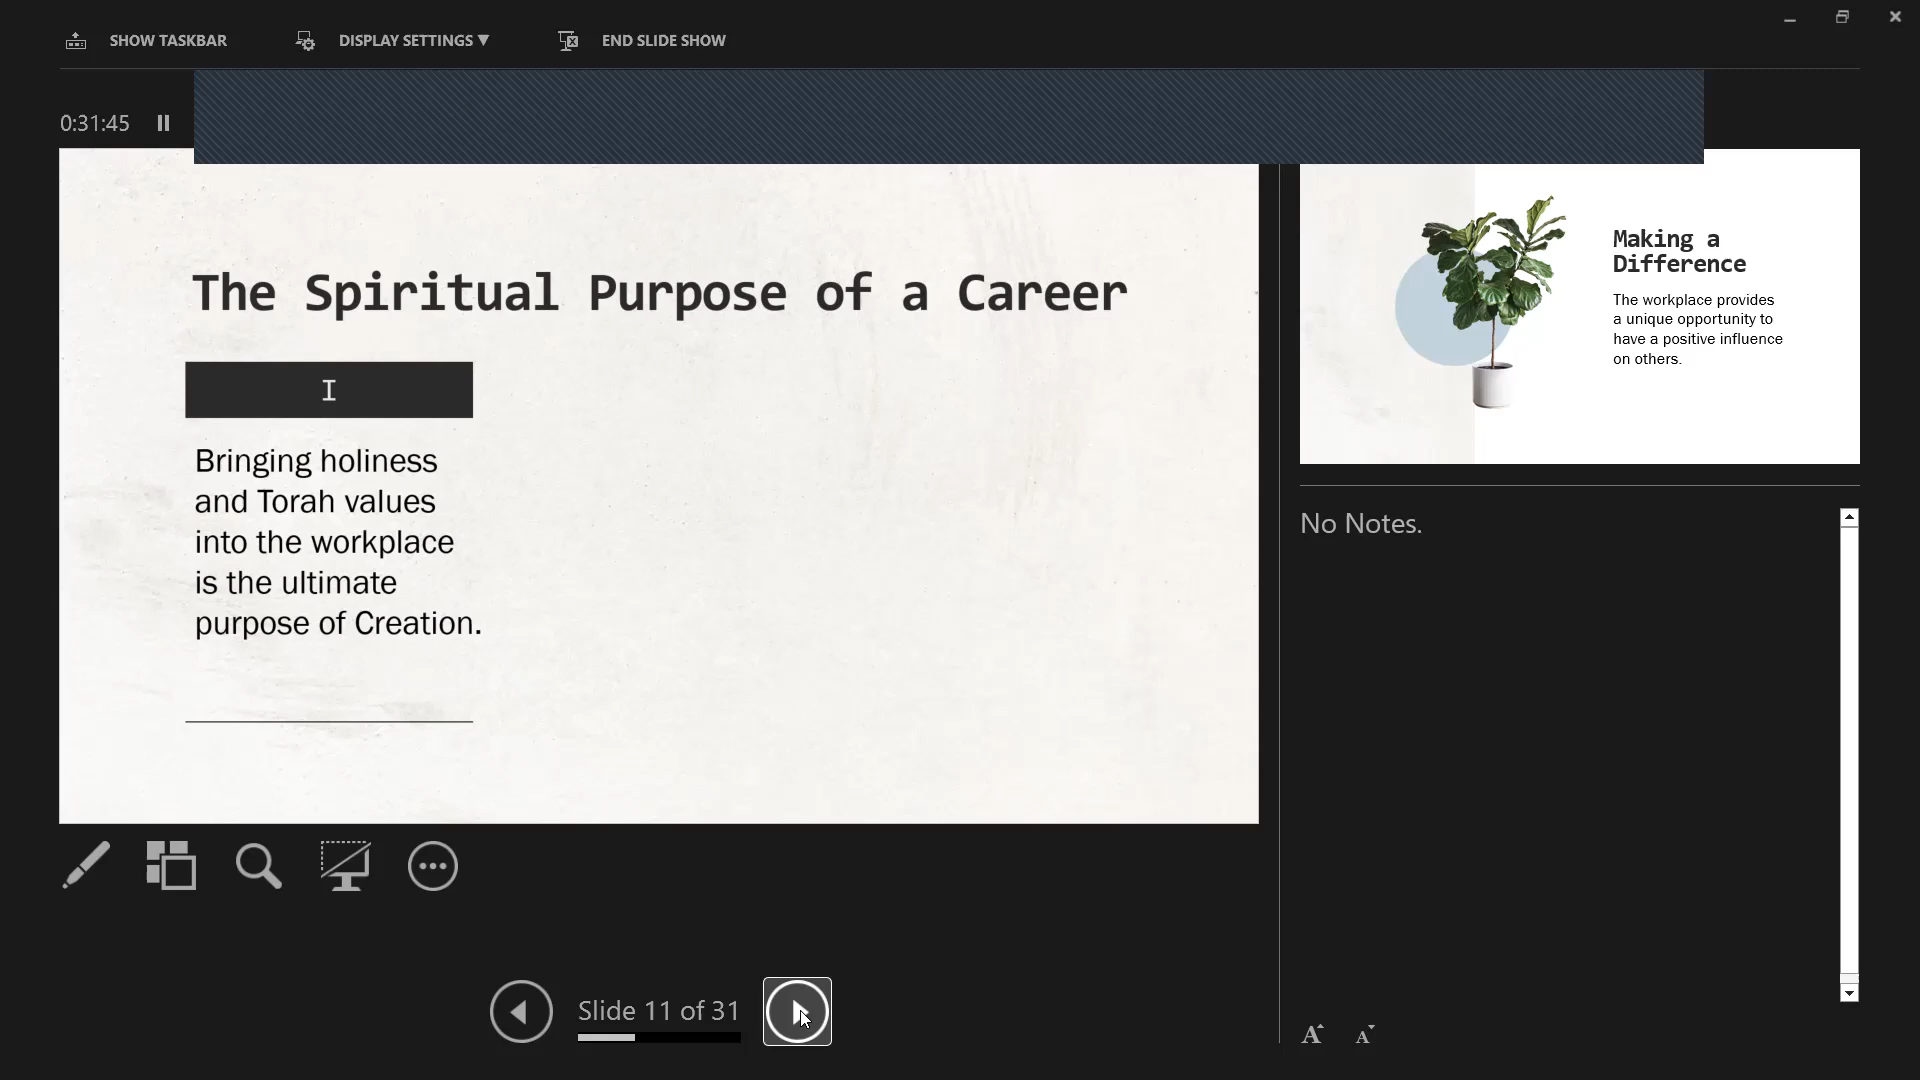 SHOW TASKBAR
DISPLAY SETTINGS ▼
END SLIDE SHOW
0:31:45
The Spiritual Purpose of a Career
I
Bringing holiness
and Torah values
into the workplace
is the ultimate
purpose of Creation.
Making a
Difference
The workplace provides
a unique opportunity to
have a positive influence
on others.
No Notes.
Slide 11 of 31
A A